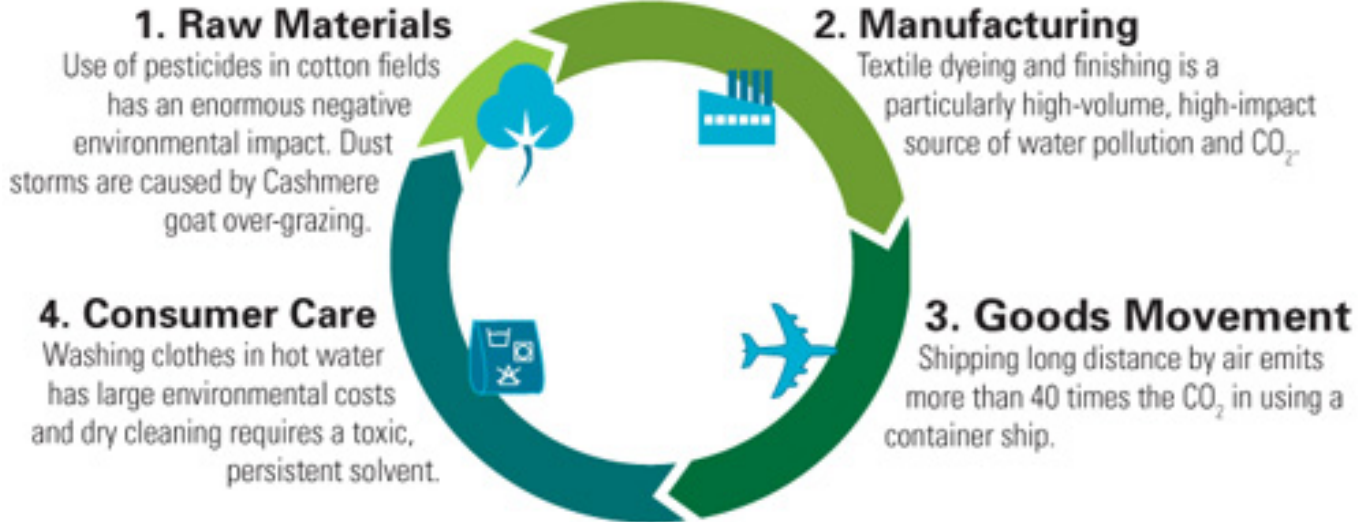 1. Raw Materials
Use of pesticides in cotton fields
has an enormous negative
environmental impact. Dust
storms are caused by Cashmere
goat over-grazing.
2. Manufacturing
Textile dyeing and finishing is a
particularly high-volume, high-impact
source of water pollution and CO₂.
3. Goods Movement
Shipping long distance by air emits
more than 40 times the CO₂ in using a
container ship.
4. Consumer Care
Washing clothes in hot water
has large environmental costs
and dry cleaning requires a toxic,
persistent solvent.